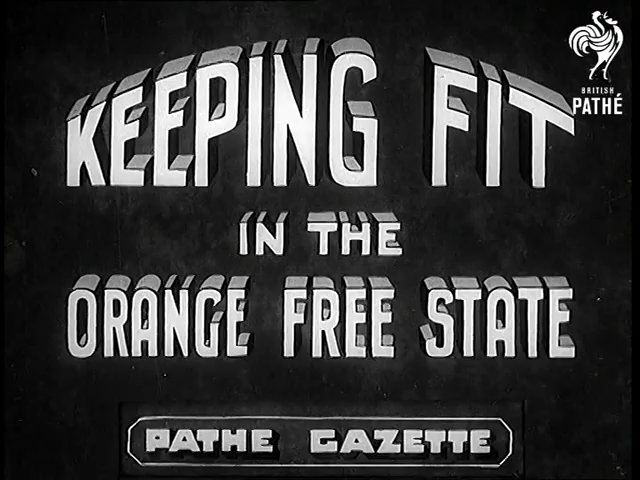 KEEPING FIT
IN THE
ORANGE FREE STATE
PATHE GAZETTE
BRITISH
PATHÉ